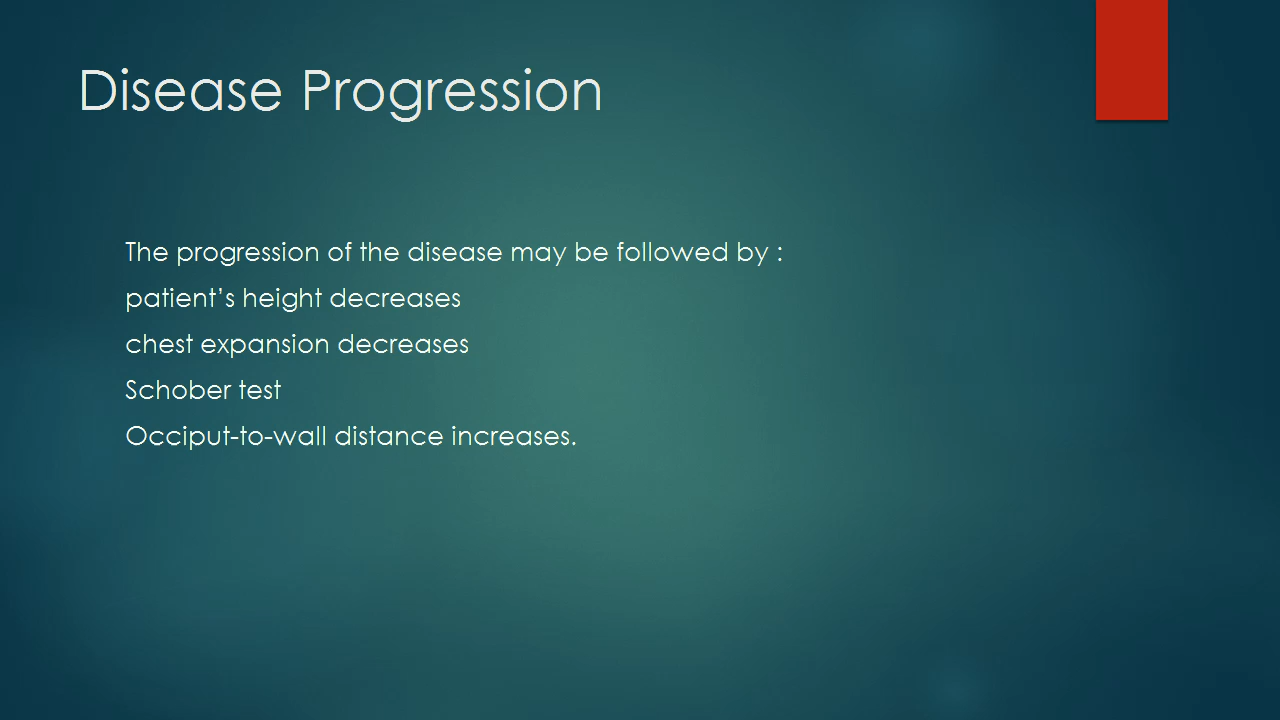 Disease Progression
The progression of the disease may be followed by :
patient’s height decreases
chest expansion decreases
Schober test
Occiput-to-wall distance increases.